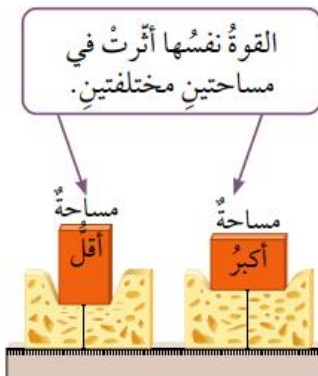 القوةُ نفسُها أثّرتْ في
مساحتينِ مختلفتينِ.
مساحةٌ
أكبرُ
مساحةٌ
أقلُّ